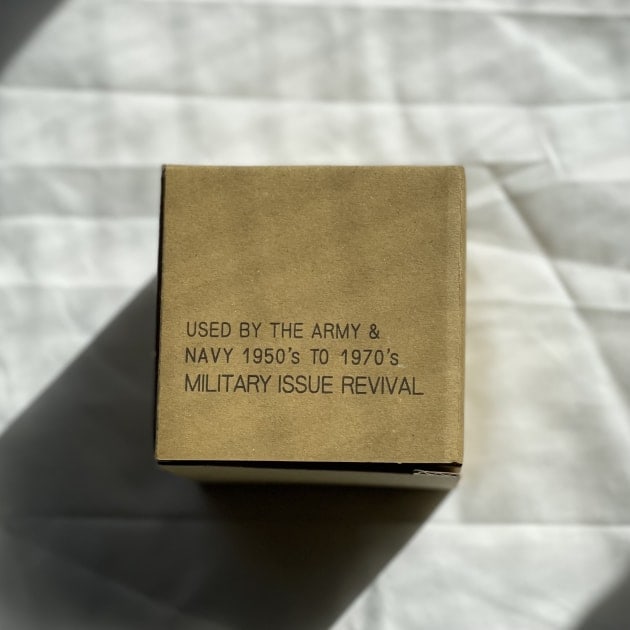 USED BY THE ARMY &
NAVY 1950's TO 1970's
MILITARY ISSUE REVIVAL